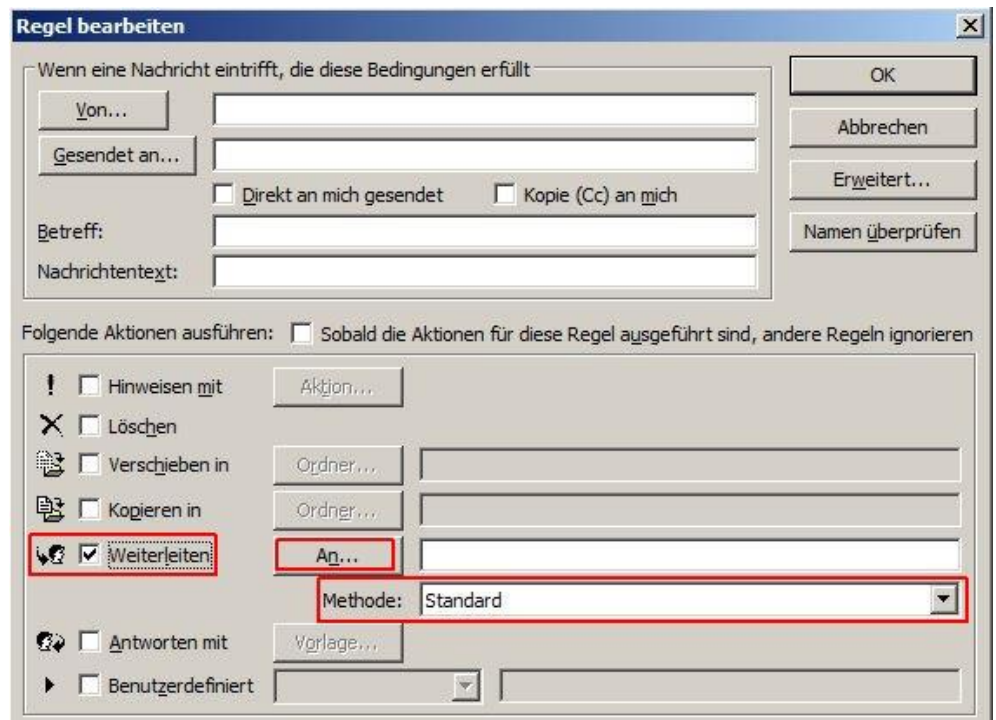 Regel bearbeiten
Wenn eine Nachricht eintrifft, die diese Bedingungen erfüllt
Von...
Gesendet an...
Direkt an mich gesendet
Kopie (Cc) an mich
Betreff:
Nachrichtentext:
OK
Abbrechen
Erweitert...
Namen überprüfen
Folgende Aktionen ausführen:
Sobald die Aktionen für diese Regel ausgeführt sind, andere Regeln ignorieren
Hinweisen mit
Aktion...
Löschen
Verschieben in
Ordner...
Kopieren in
Ordner...
Weiterleiten
An...
Methode:
Standard
Antworten mit
Vorlage...
Benutzerdefiniert